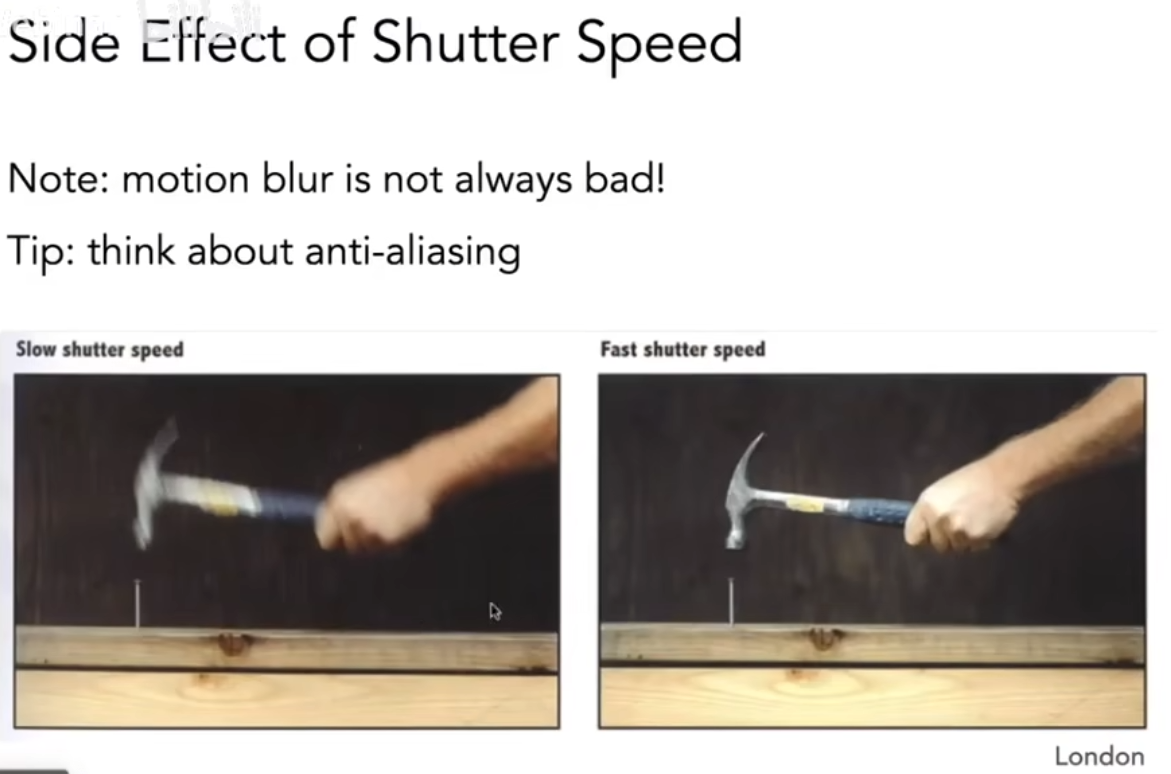 Side Effect of Shutter Speed
Note: motion blur is not always bad!
Tip: think about anti-aliasing
Slow shutter speed
Fast shutter speed
London